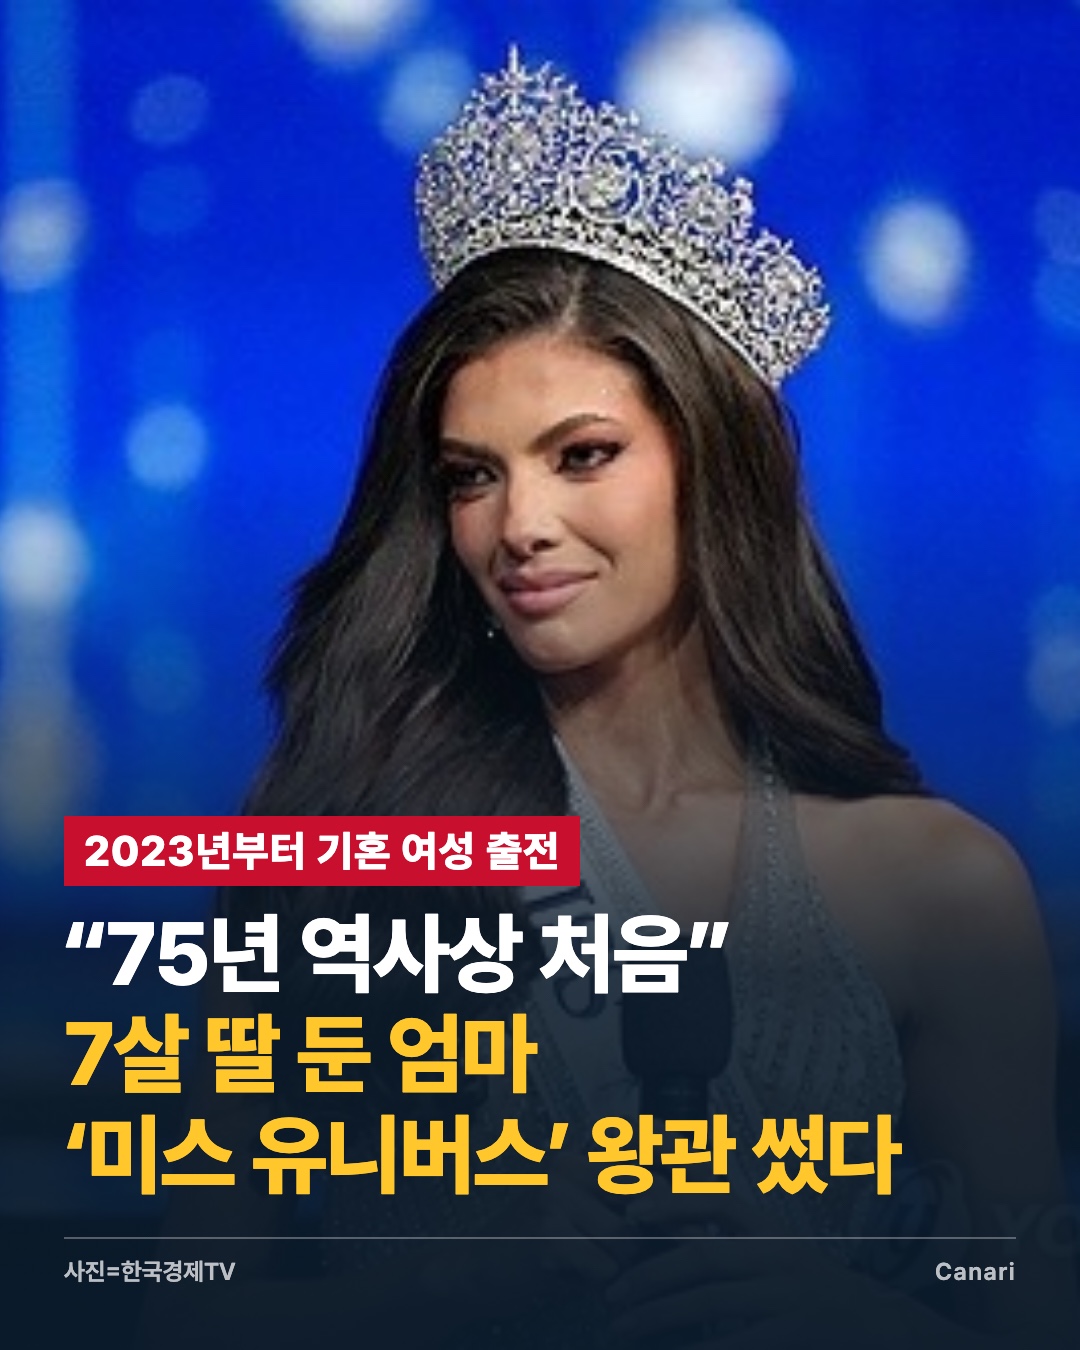 2023년부터 기혼 여성 출전
“75년 역사상 처음”
7살 딸 둔 엄마
‘미스 유니버스’ 왕관 썼다
사진=한국경제TV
Canari